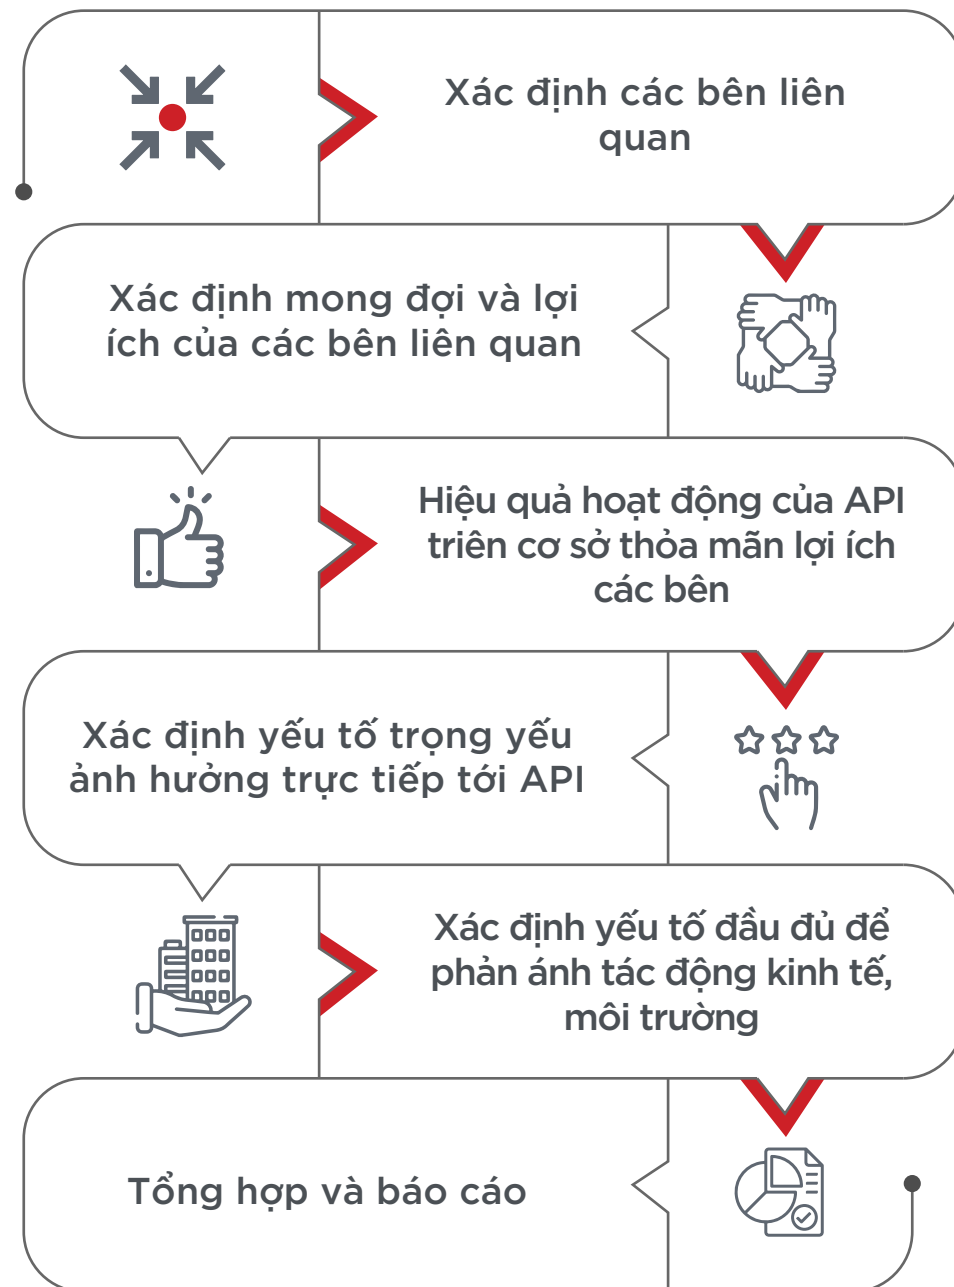 Xác định các bên liên
quan
Xác định mong đợi và lợi
ích của các bên liên quan
Hiệu quả hoạt động của API
triên cơ sở thỏa mãn lợi ích
các bên
Xác định yếu tố trọng yếu
ảnh hưởng trực tiếp tới API
Xác định yếu tố đầu đủ để
phản ánh tác động kinh tế,
môi trường
Tổng hợp và báo cáo